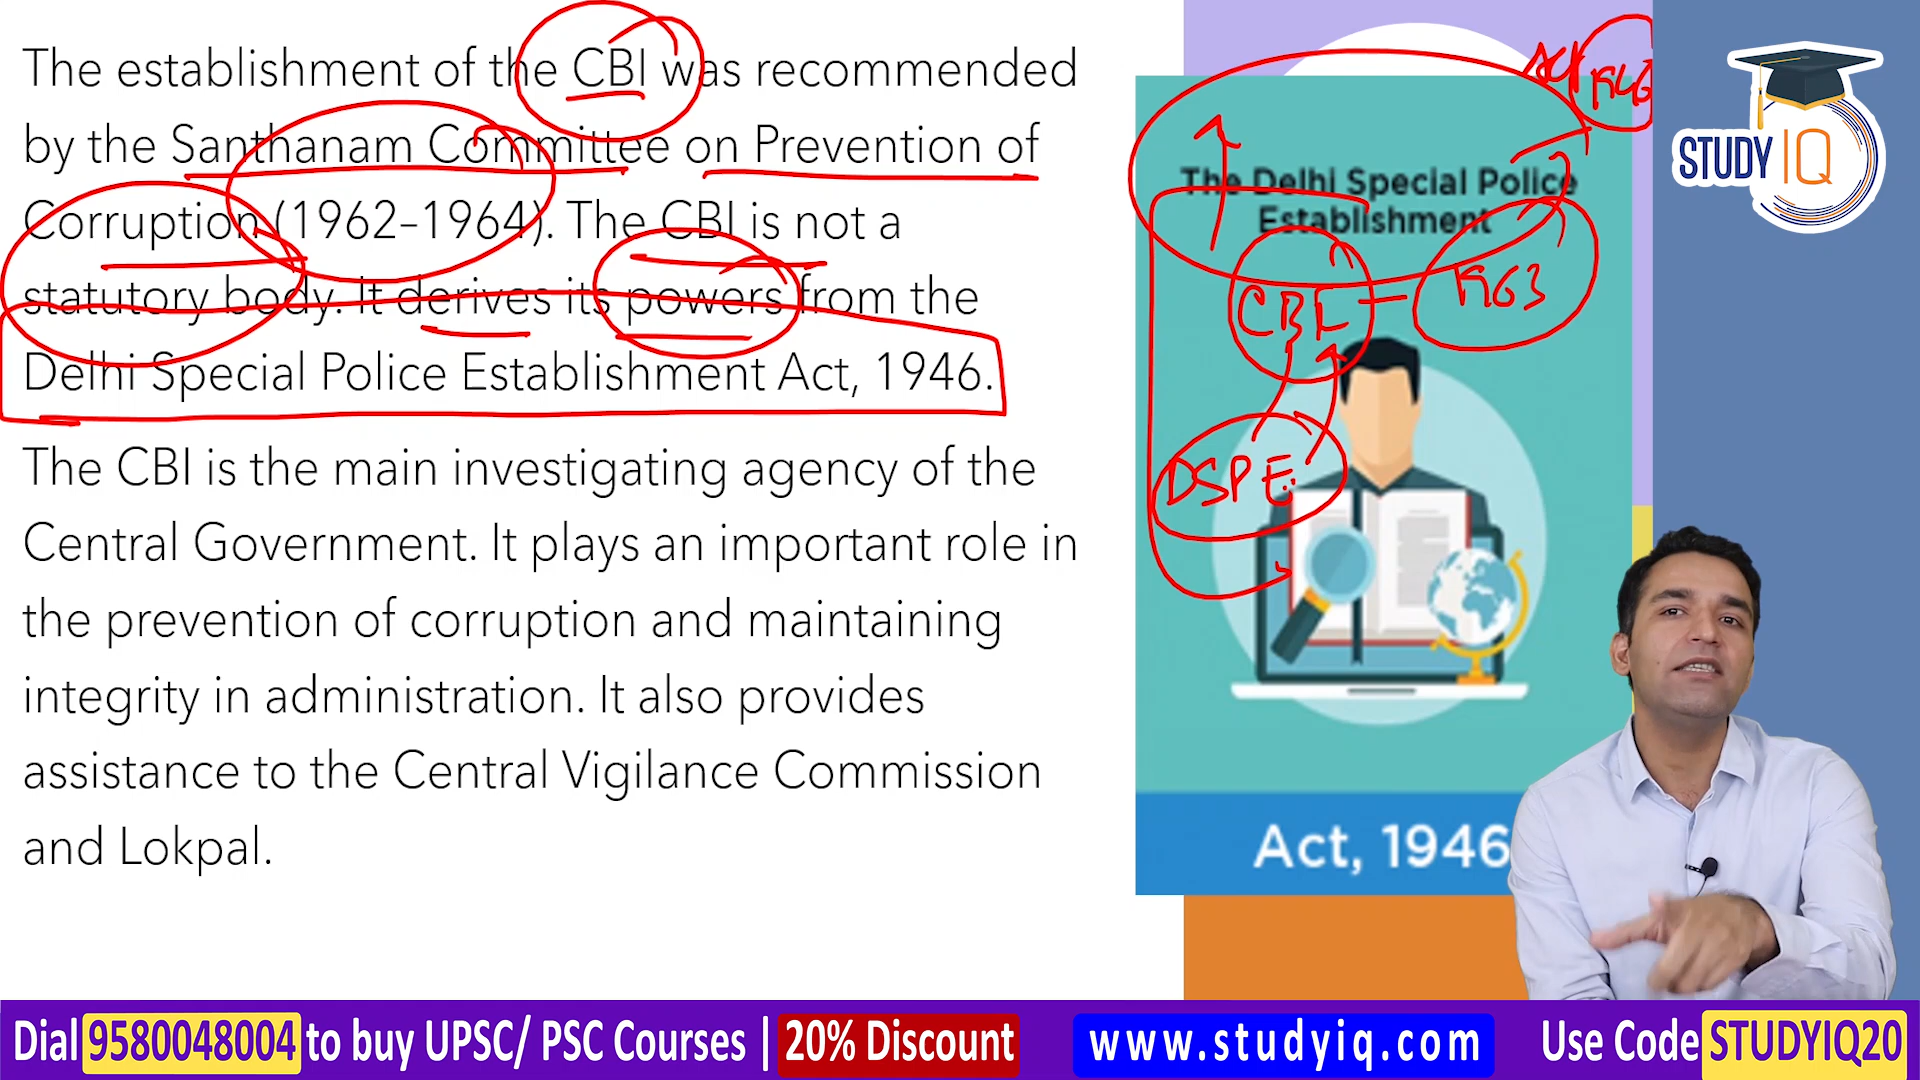 The establishment of the CBI was recommended
by the Santhanam Committee on Prevention of
Corruption (1962–1964). The CBI is not a
statutory body. It derives its powers from the
Delhi Special Police Establishment Act, 1946.
The CBI is the main investigating agency of the
Central Government. It plays an important role in
the prevention of corruption and maintaining
integrity in administration. It also provides
assistance to the Central Vigilance Commission
and Lokpal.
Act 1946
The Delhi Special Police
Establishment
CBI – 1963
DSPE
Act, 1946
STUDY IQ
Dial 9580048004 to buy UPSC/ PSC Courses | 20% Discount
www.studyiq.com
Use Code STUDYIQ20